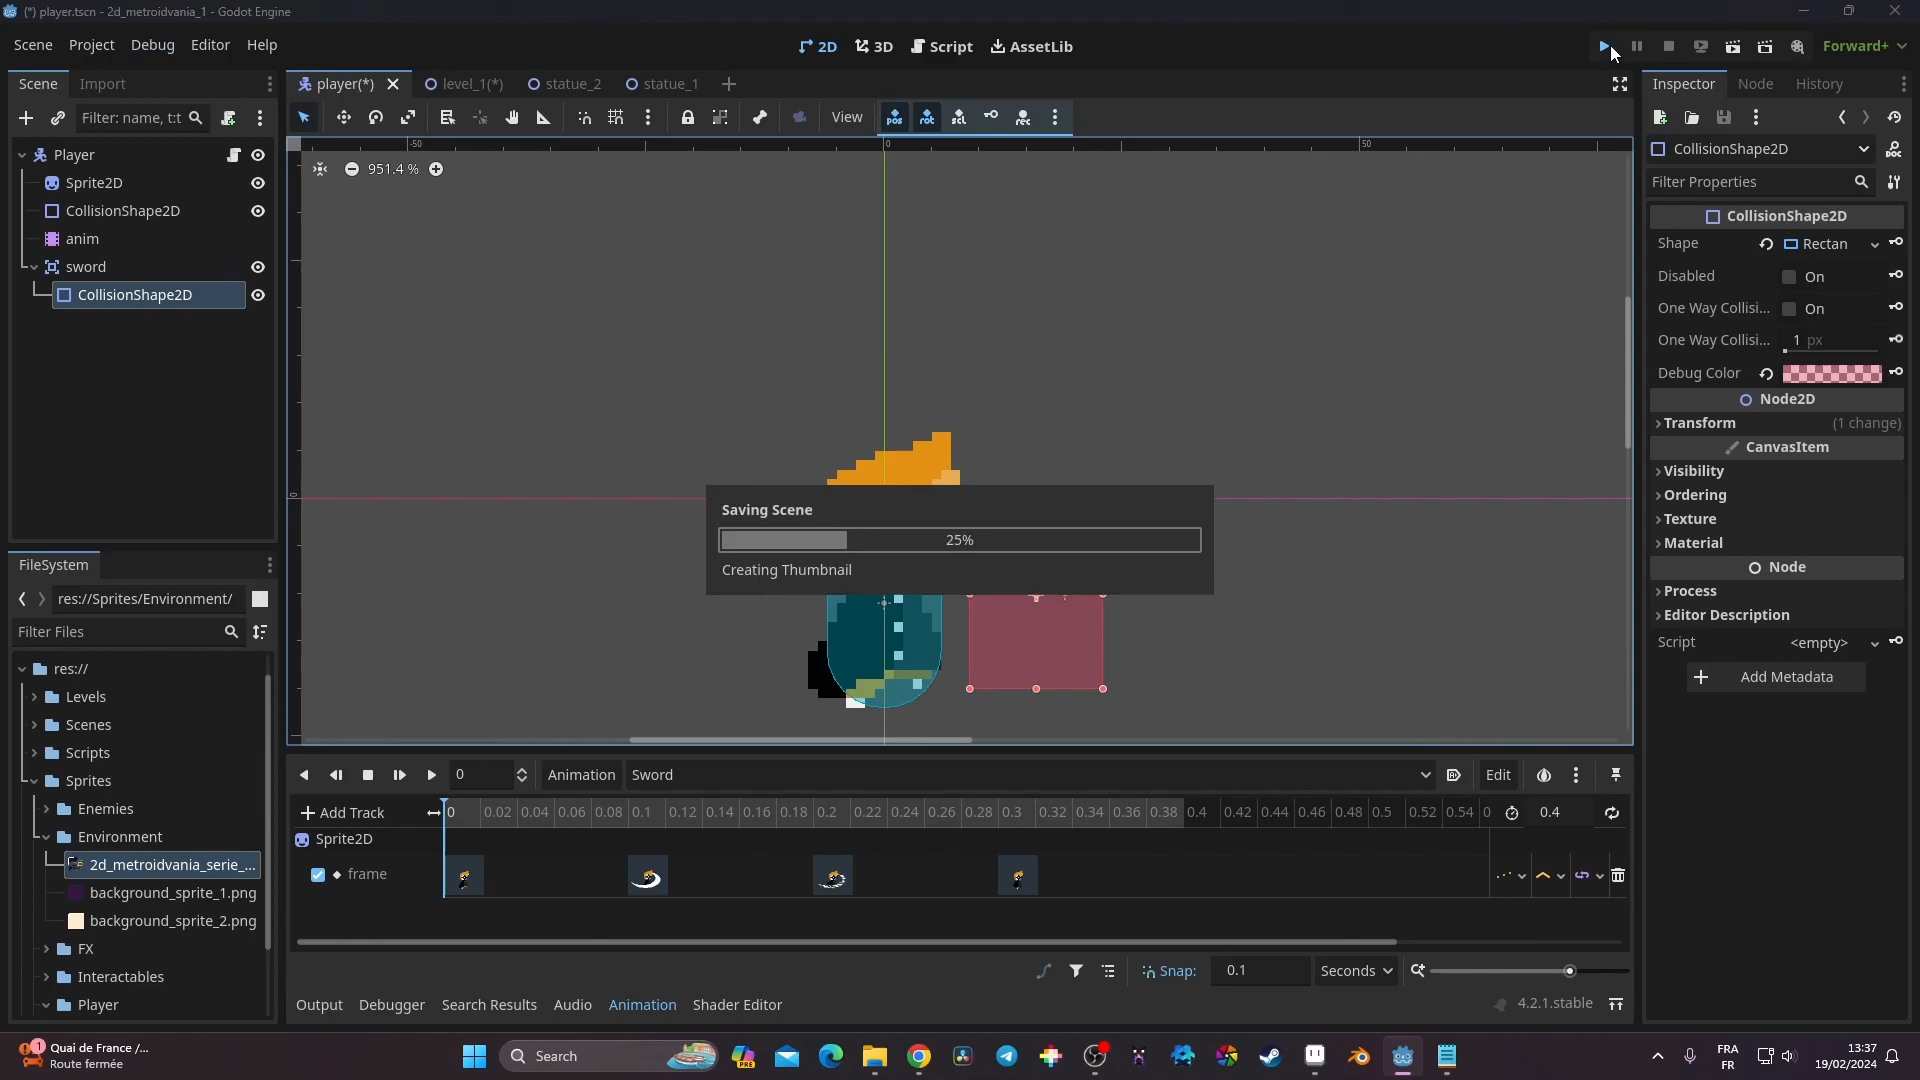 (*) player.tscn - 2d_metroidvania_1 - Godot Engine
Scene Project Debug Editor Help
2D 3D Script AssetLib
Forward+
Scene Import
player(*) level_1(*) statue_2 statue_1
Inspector Node History
Filter: name, t:t
View
pos rot scl rec
CollisionShape2D
Player
Sprite2D
CollisionShape2D
anim
sword
CollisionShape2D
-50 0 50
951.4 %
0
Filter Properties
CollisionShape2D
Shape Rectan
Disabled On
One Way Collisi... On
One Way Collisi... 1 px
Debug Color
Node2D
Transform (1 change)
CanvasItem
Visibility
Ordering
Texture
Material
Node
Process
Editor Description
Script <empty>
Add Metadata
Saving Scene
25%
Creating Thumbnail
FileSystem
res://Sprites/Environment/
Filter Files
res://
Levels
Scenes
Scripts
Sprites
Enemies
Environment
2d_metroidvania_serie_...
background_sprite_1.png
background_sprite_2.png
FX
Interactables
Player
0 Animation Sword Edit
Add Track 0 0.02 0.04 0.06 0.08 0.1 0.12 0.14 0.16 0.18 0.2 0.22 0.24 0.26 0.28 0.3 0.32 0.34 0.36 0.38 0.4 0.42 0.44 0.46 0.48 0.5 0.52 0.54 0 0.4
Sprite2D
frame
Snap: 0.1 Seconds
Output Debugger Search Results Audio Animation Shader Editor
4.2.1.stable
1
Quai de France /...
Route fermée
Search
PRE
FRA
FR
13:37
19/02/2024